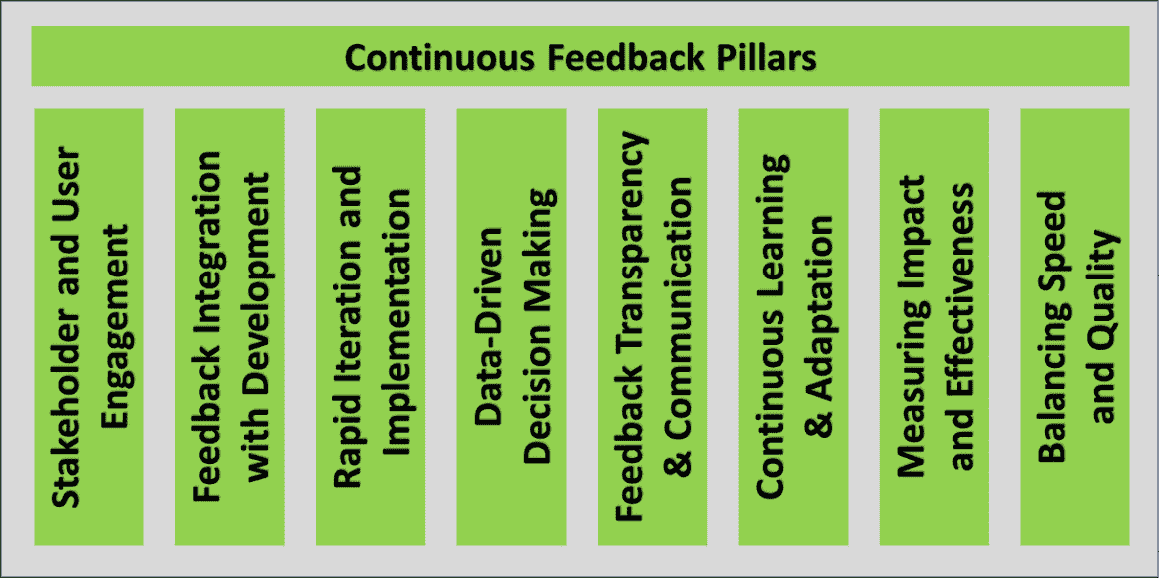 Continuous Feedback Pillars
Stakeholder and User
Engagement
Feedback Integration
with Development
Rapid Iteration and
Implementation
Data-Driven
Decision Making
Feedback Transparency
& Communication
Continuous Learning
& Adaptation
Measuring Impact
and Effectiveness
Balancing Speed
and Quality